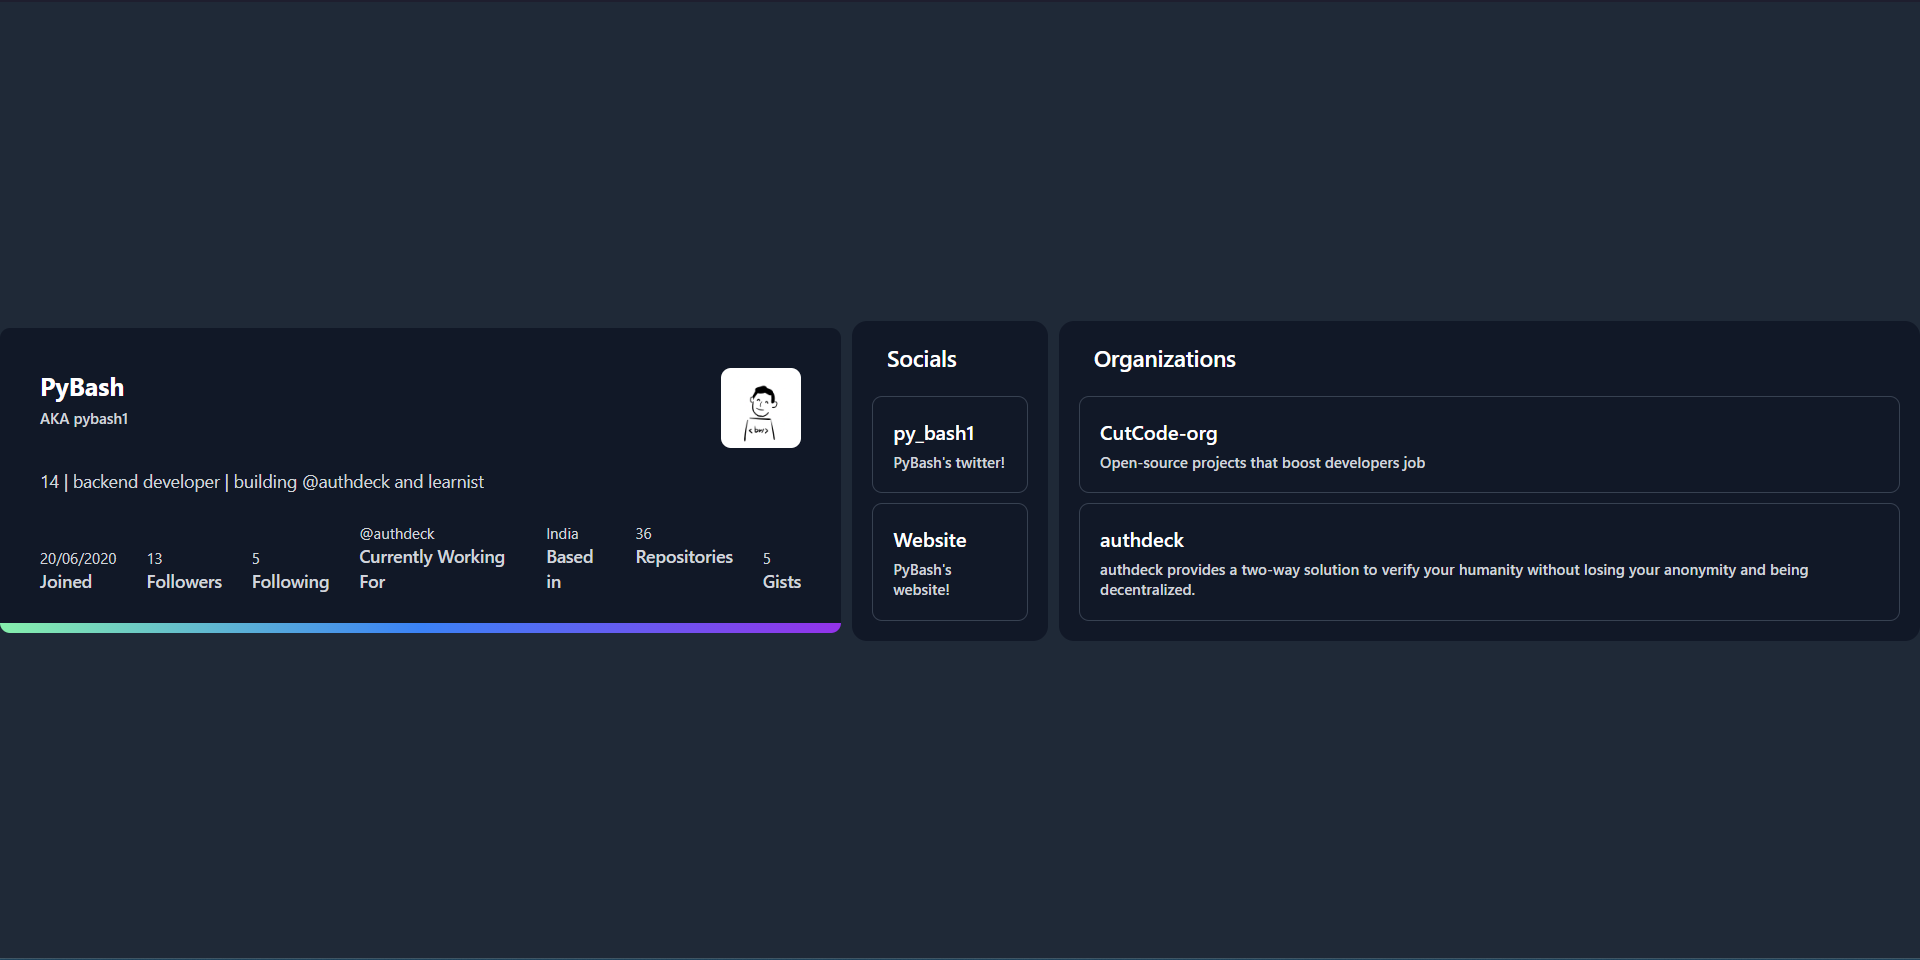 PyBash
AKA pybash1
14 | backend developer | building @authdeck and learnist
20/06/2020
Joined
13
Followers
5
Following
@authdeck
Currently Working
For
India
Based
in
36
Repositories
5
Gists
Socials
py_bash1
PyBash's twitter!
Website
PyBash's
website!
Organizations
CutCode-org
Open-source projects that boost developers job
authdeck
authdeck provides a two-way solution to verify your humanity without losing your anonymity and being
decentralized.